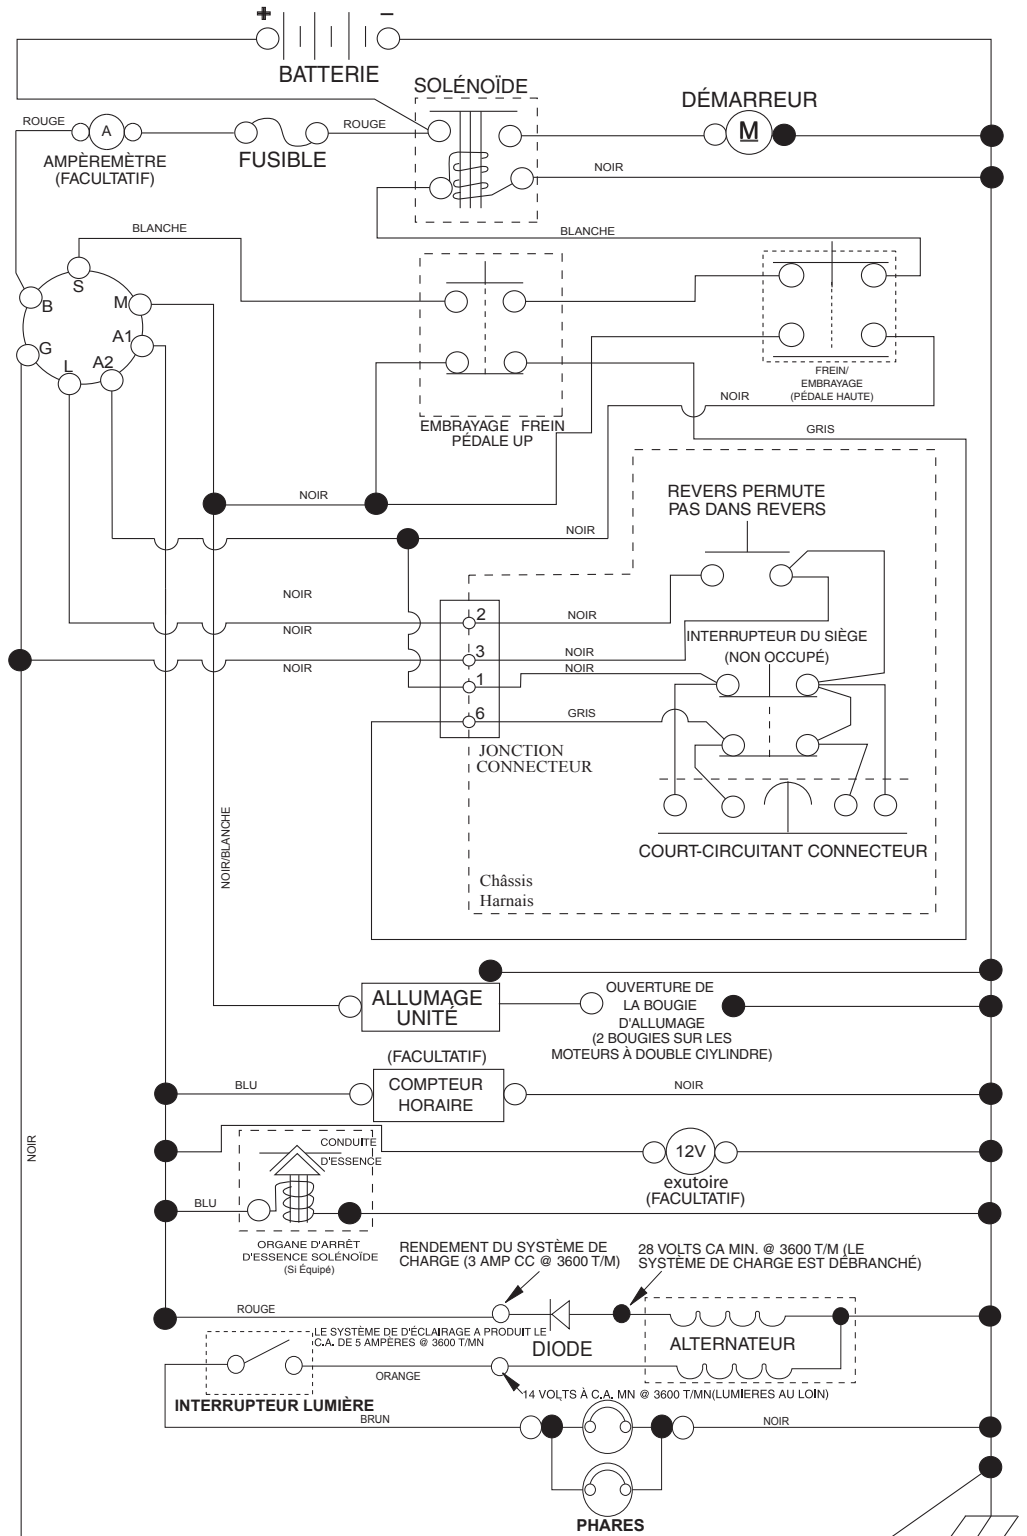 + –
BATTERIE
SOLÉNOÏDE
DÉMARREUR
ROUGE
A
ROUGE
M
AMPÈREMÈTRE
(FACULTATIF)
FUSIBLE
NOIR
BLANCHE
BLANCHE
S
B
M
A1
G
L
A2
FREIN/
EMBRAYAGE
(PÉDALE HAUTE)
NOIR
EMBRAYAGE FREIN
PÉDALE UP
GRIS
NOIR
REVERS PERMUTE
PAS DANS REVERS
NOIR
NOIR
2
NOIR
NOIR
INTERRUPTEUR DU SIÈGE
(NON OCCUPÉ)
3
NOIR
NOIR
NOIR
1
6
GRIS
JONCTION
CONNECTEUR
NOIR/BLANCHE
COURT-CIRCUITANT CONNECTEUR
Châssis
Harnais
ALLUMAGE
UNITÉ
OUVERTURE DE
LA BOUGIE
D'ALLUMAGE
(2 BOUGIES SUR LES
MOTEURS À DOUBLE CIYLINDRE)
(FACULTATIF)
BLU
COMPTEUR
HORAIRE
NOIR
NOIR
CONDUITE
D'ESSENCE
12V
exutoire
(FACULTATIF)
BLU
ORGANE D'ARRÊT
D'ESSENCE SOLÉNOÏDE
(Si Équipé)
RENDEMENT DU SYSTÈME DE
CHARGE (3 AMP CC @ 3600 T/M)
28 VOLTS CA MIN. @ 3600 T/M (LE
SYSTÈME DE CHARGE EST DÉBRANCHÉ)
ROUGE
DIODE
ALTERNATEUR
LE SYSTÈME DE D'ÉCLAIRAGE A PRODUIT LE
C.A. DE 5 AMPÈRES @ 3600 T/MN
ORANGE
INTERRUPTEUR LUMIÈRE
14 VOLTS À C.A. MN @ 3600 T/MN(LUMIERES AU LOIN)
BRUN
NOIR
PHARES